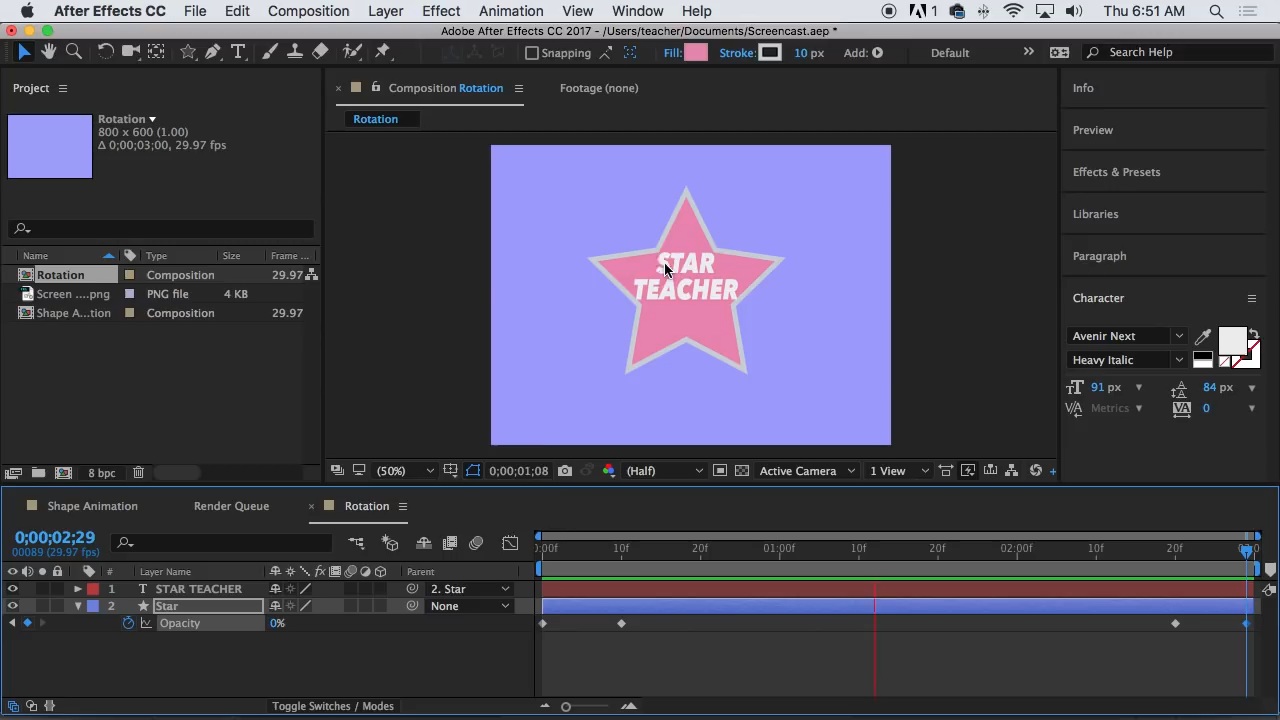 After Effects CC File Edit Composition Layer Effect Animation View Window Help 1 Thu 6:51 AM
Adobe After Effects CC 2017 - /Users/teacher/Documents/Screencast.aep *
Snapping Fill: Stroke: 10 px Add: Default Search Help
Project
Composition Rotation
Footage (none)
Info
Rotation
800 x 600 (1.00)
Δ 0;00;03;00, 29.97 fps
Rotation
Preview
Effects & Presets
Libraries
Paragraph
Character
Name Type Composition Size Frame ...
Rotation Composition 29.97
Screen ....png PNG file 4 KB
Shape A...tion Composition 29.97
STAR
TEACHER
Avenir Next
Heavy Italic
91 px 84 px
Metrics 0
8 bpc
(50%) 0;00;01;08 (Half) Active Camera 1 View
Shape Animation Render Queue Rotation
0;00;02;29
00089 (29.97 fps)
:00f 10f 20f 01:00f 10f 20f 02:00f 10f 20f
# Layer Name fx Parent
1 T STAR TEACHER 2. Star
2 Star None
Opacity 0%
Toggle Switches / Modes